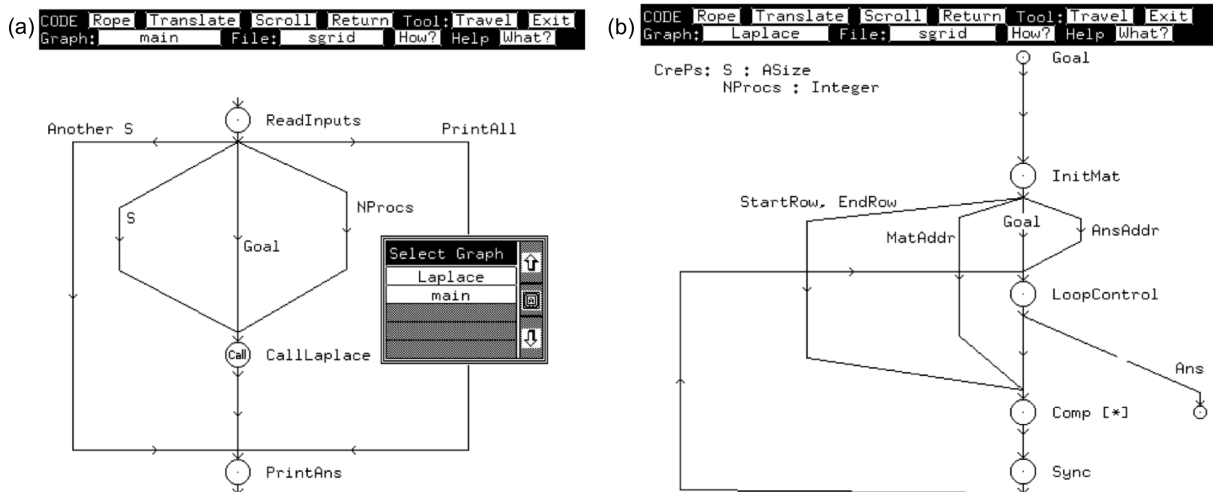 (a)
CODE Rope Translate Scroll Return Tool: Travel Exit
Graph: main File: sgrid How? Help What?
ReadInputs
Another S
PrintAll
S
NProcs
Goal
Select Graph
Laplace
main
Call CallLaplace
PrintAns
(b)
CODE Rope Translate Scroll Return Tool: Travel Exit
Graph: Laplace File: sgrid How? Help What?
CrePs: S : ASize
NProcs : Integer
Goal
InitMat
StartRow, EndRow
MatAddr
Goal
AnsAddr
LoopControl
Ans
Comp [*]
Sync